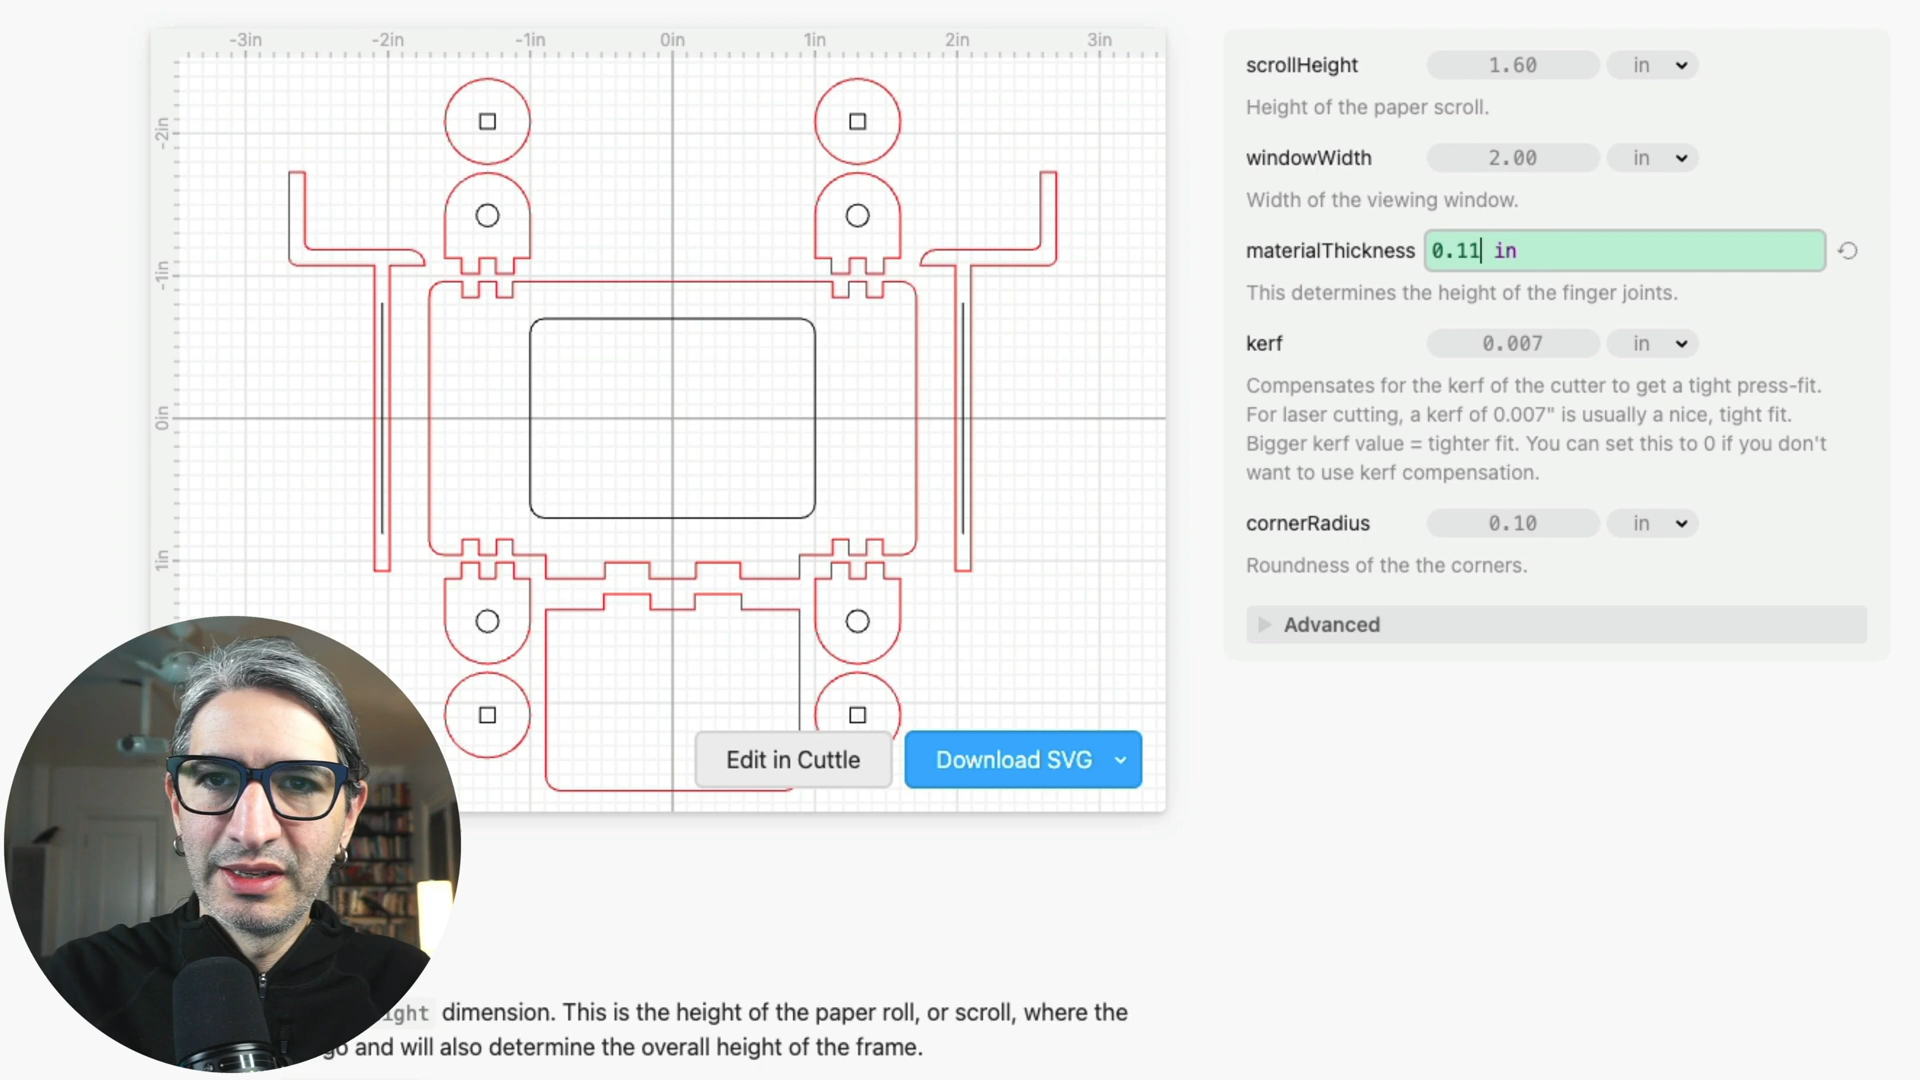 -3in -2in -1in 0in 1in 2in 3in
-2in
-1in
0in
1in
scrollHeight 1.60 in
Height of the paper scroll.
windowWidth 2.00 in
Width of the viewing window.
materialThickness 0.11 in
This determines the height of the finger joints.
kerf 0.007 in
Compensates for the kerf of the cutter to get a tight press-fit.
For laser cutting, a kerf of 0.007" is usually a nice, tight fit.
Bigger kerf value = tighter fit. You can set this to 0 if you don't
want to use kerf compensation.
cornerRadius 0.10 in
Roundness of the the corners.
Advanced
Edit in Cuttle
Download SVG
dimension. This is the height of the paper roll, or scroll, where the
and will also determine the overall height of the frame.